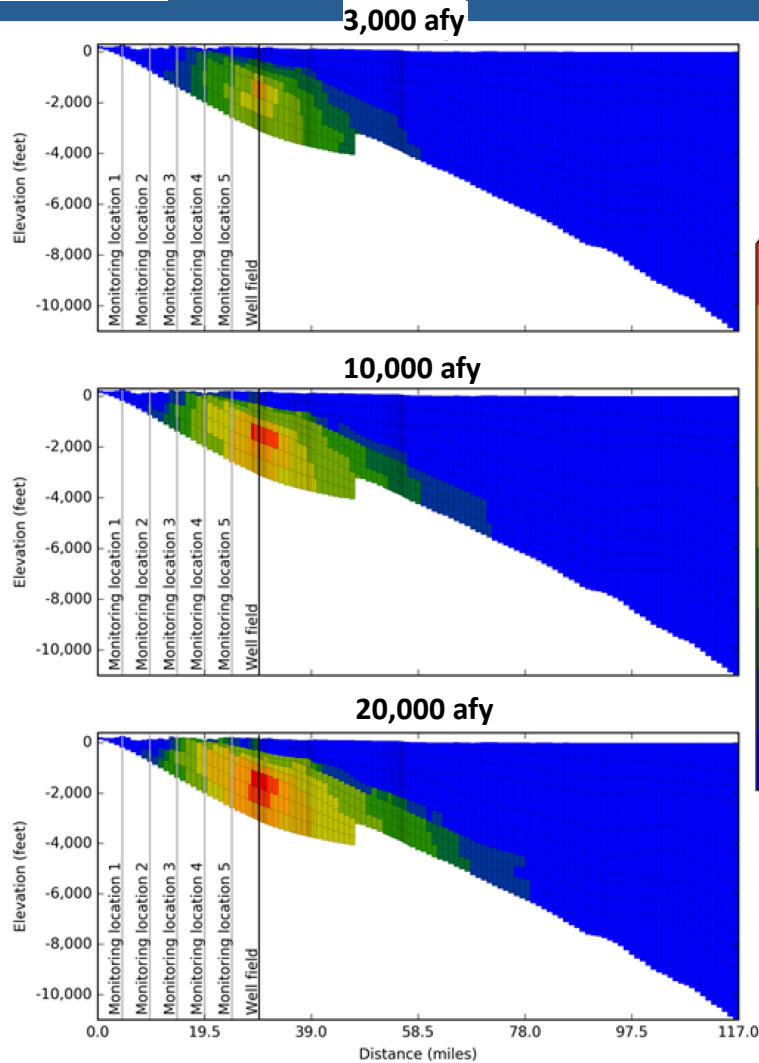 3,000 afy
0
-2,000
-4,000
-6,000
-8,000
-10,000
Elevation (feet)
Monitoring location 1
Monitoring location 2
Monitoring location 3
Monitoring location 4
Monitoring location 5
Well field
10,000 afy
0
-2,000
-4,000
-6,000
-8,000
-10,000
Elevation (feet)
Monitoring location 1
Monitoring location 2
Monitoring location 3
Monitoring location 4
Monitoring location 5
Well field
20,000 afy
0
-2,000
-4,000
-6,000
-8,000
-10,000
Elevation (feet)
Monitoring location 1
Monitoring location 2
Monitoring location 3
Monitoring location 4
Monitoring location 5
Well field
0.0 19.5 39.0 58.5 78.0 97.5 117.0
Distance (miles)